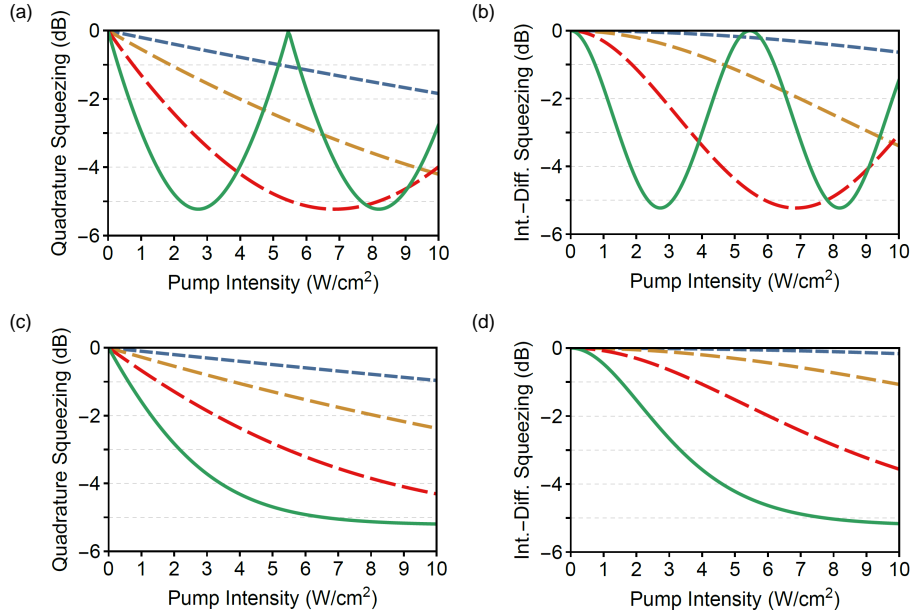 (a)
Quadrature Squeezing (dB)
0
−2
−4
−6
0 1 2 3 4 5 6 7 8 9 10
Pump Intensity (W/cm²)
(b)
Int.−Diff. Squeezing (dB)
0
−2
−4
−6
0 1 2 3 4 5 6 7 8 9 10
Pump Intensity (W/cm²)
(c)
Quadrature Squeezing (dB)
0
−2
−4
−6
0 1 2 3 4 5 6 7 8 9 10
Pump Intensity (W/cm²)
(d)
Int.−Diff. Squeezing (dB)
0
−2
−4
−6
0 1 2 3 4 5 6 7 8 9 10
Pump Intensity (W/cm²)